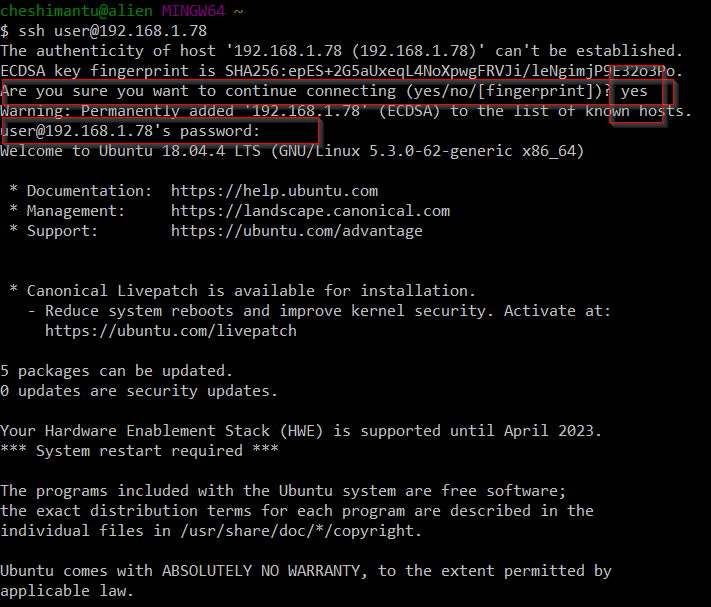 cheshimantu@alien MINGW64 ~
$ ssh user@192.168.1.78
The authenticity of host '192.168.1.78 (192.168.1.78)' can't be established.
ECDSA key fingerprint is SHA256:epES+2G5aUxeqL4NoXpwgFRVJi/leNgimjP9E32o3Po.
Are you sure you want to continue connecting (yes/no/[fingerprint])? yes
Warning: Permanently added '192.168.1.78' (ECDSA) to the list of known hosts.
user@192.168.1.78's password:
Welcome to Ubuntu 18.04.4 LTS (GNU/Linux 5.3.0-62-generic x86_64)
* Documentation: https://help.ubuntu.com
* Management: https://landscape.canonical.com
* Support: https://ubuntu.com/advantage
* Canonical Livepatch is available for installation.
- Reduce system reboots and improve kernel security. Activate at:
https://ubuntu.com/livepatch
5 packages can be updated.
0 updates are security updates.
Your Hardware Enablement Stack (HWE) is supported until April 2023.
*** System restart required ***
The programs included with the Ubuntu system are free software;
the exact distribution terms for each program are described in the
individual files in /usr/share/doc/*/copyright.
Ubuntu comes with ABSOLUTELY NO WARRANTY, to the extent permitted by
applicable law.